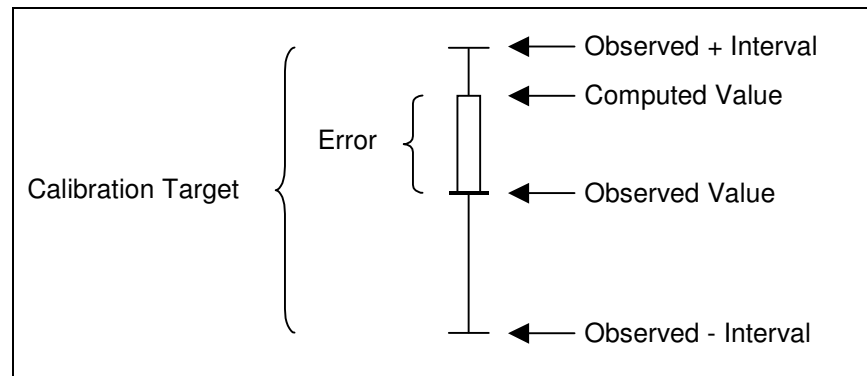 Observed + Interval
Computed Value
Error
Calibration Target
Observed Value
Observed - Interval